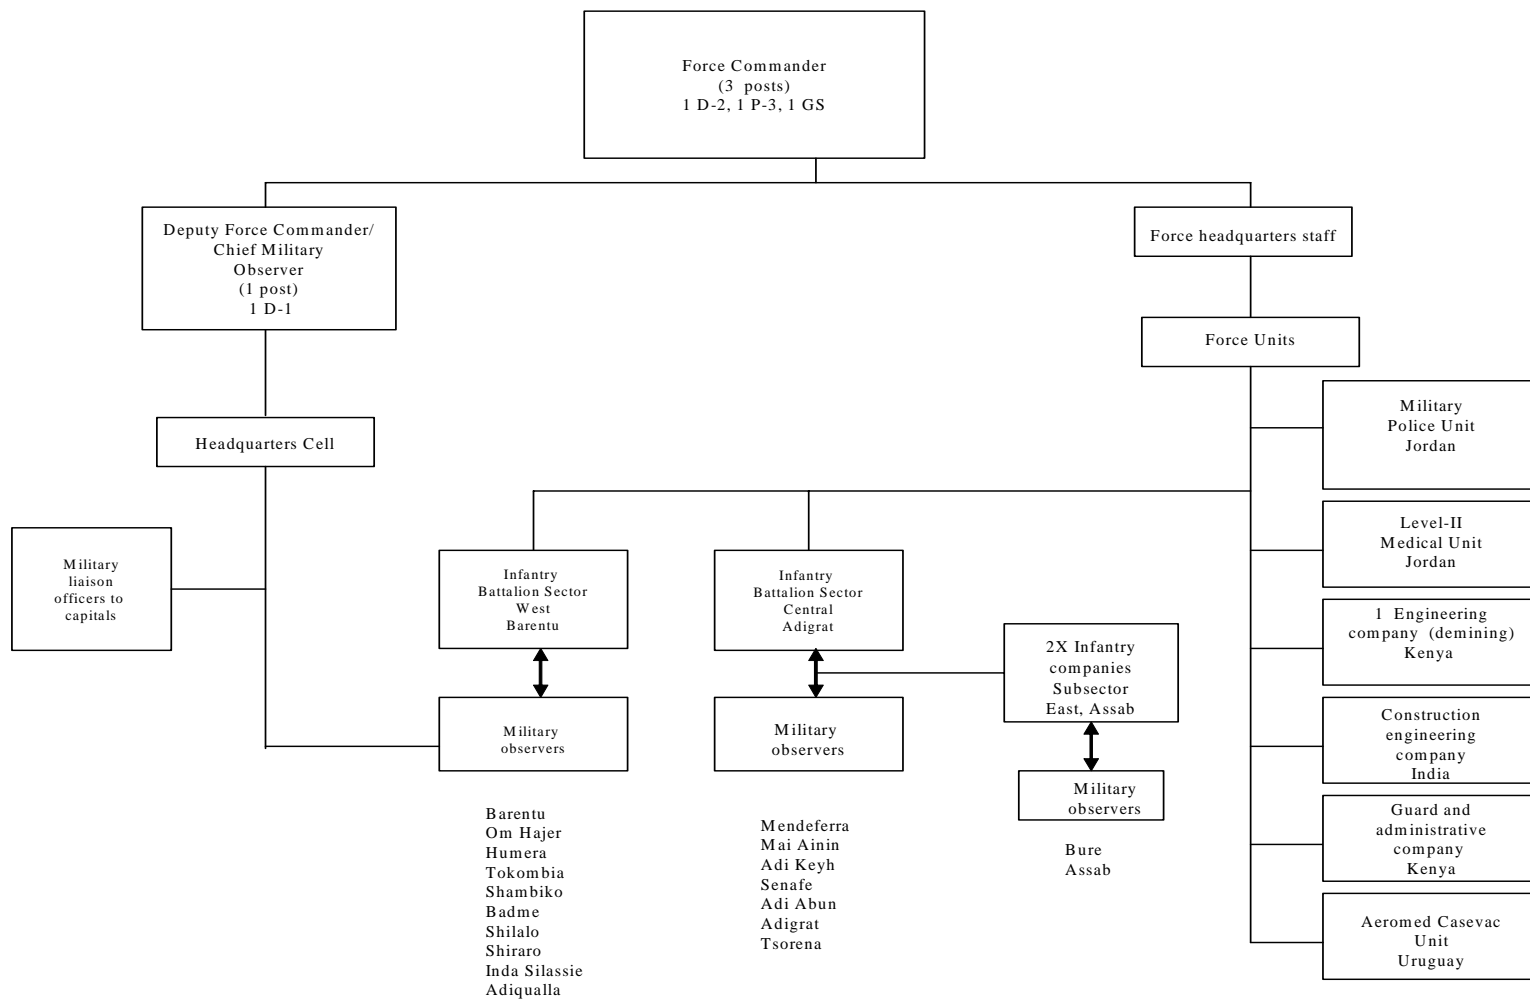 Force Commander
(3 posts)
1 D-2, 1 P-3, 1 GS
Deputy Force Commander/
Chief Military
Observer
(1 post)
1 D-1
Force headquarters staff
Force Units
Headquarters Cell
Military
liaison
officers to
capitals
Infantry
Battalion Sector
West
Barentu
Infantry
Battalion Sector
Central
Adigrat
2X Infantry
companies
Subsector
East, Assab
Military
observers
Military
observers
Military
observers
Barentu
Om Hajer
Humera
Tokombia
Shambiko
Badme
Shilalo
Shiraro
Inda Silassie
Adiqualla
Mendeferra
Mai Ainin
Adi Keyh
Senafe
Adi Abun
Adigrat
Tsorena
Bure
Assab
Military
Police Unit
Jordan
Level-II
Medical Unit
Jordan
1 Engineering
company (demining)
Kenya
Construction
engineering
company
India
Guard and
administrative
company
Kenya
Aeromed Casevac
Unit
Uruguay